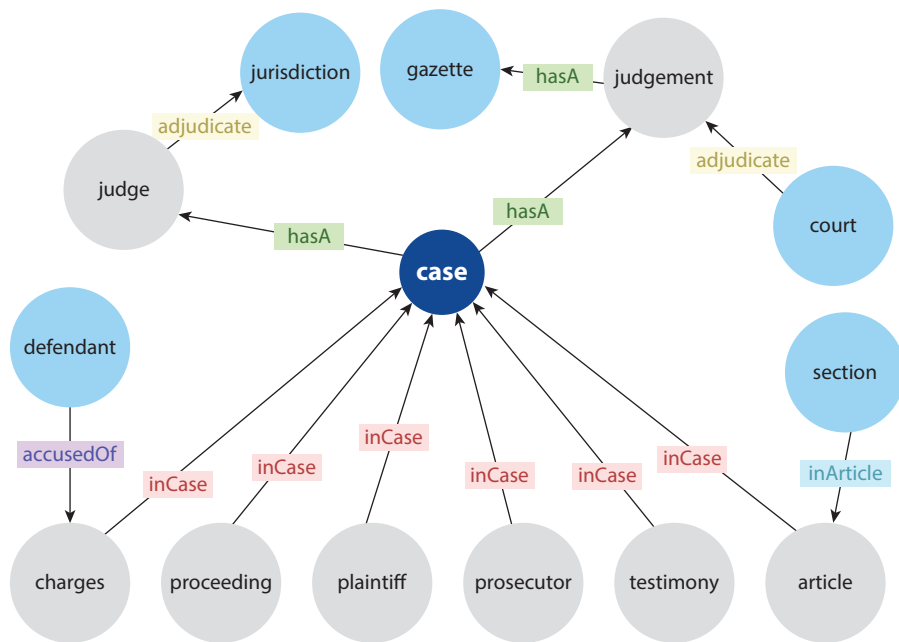 jurisdiction
gazette
hasA
judgement
adjudicate
adjudicate
judge
hasA
hasA
court
case
defendant
section
accusedOf
inCase
inCase
inCase
inCase
inCase
inCase
inArticle
charges
proceeding
plaintiff
prosecutor
testimony
article